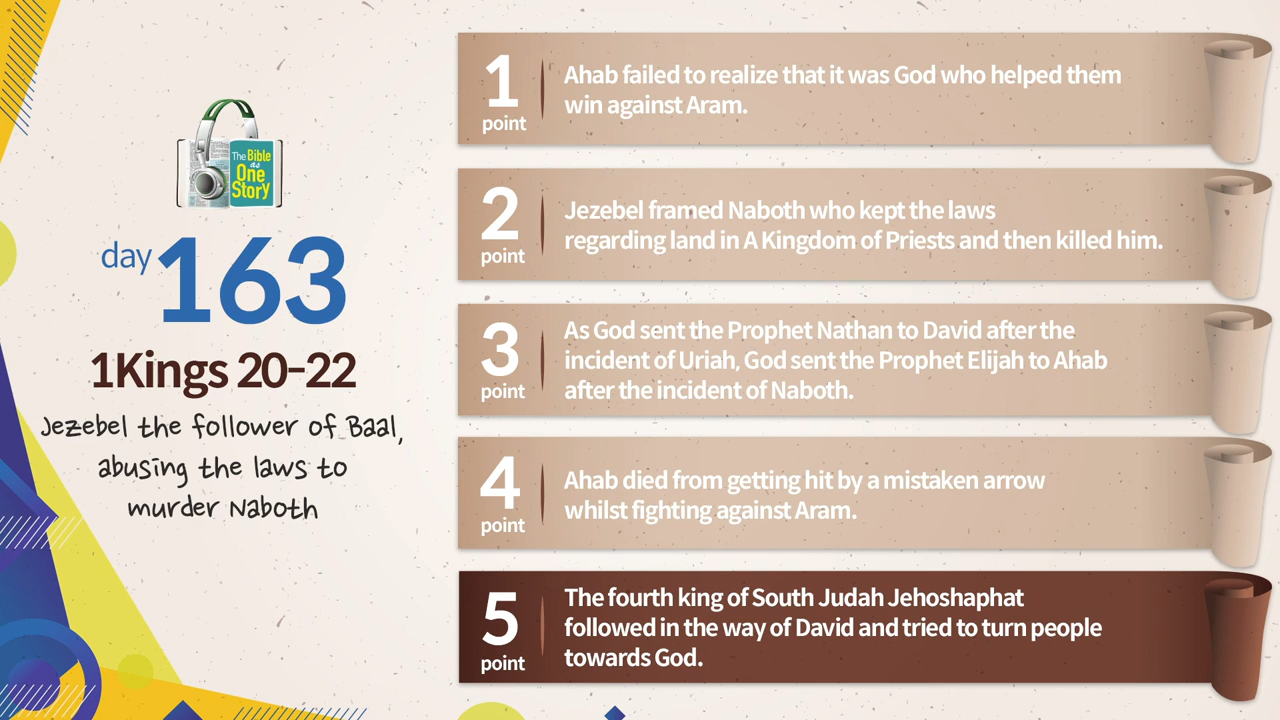 The Bible
as
One
Story
day 163
1Kings 20-22
Jezebel the follower of Baal,
abusing the laws to
murder Naboth
1
point
Ahab failed to realize that it was God who helped them
win against Aram.
2
point
Jezebel framed Naboth who kept the laws
regarding land in A Kingdom of Priests and then killed him.
3
point
As God sent the Prophet Nathan to David after the
incident of Uriah, God sent the Prophet Elijah to Ahab
after the incident of Naboth.
4
point
Ahab died from getting hit by a mistaken arrow
whilst fighting against Aram.
5
point
The fourth king of South Judah Jehoshaphat
followed in the way of David and tried to turn people
towards God.